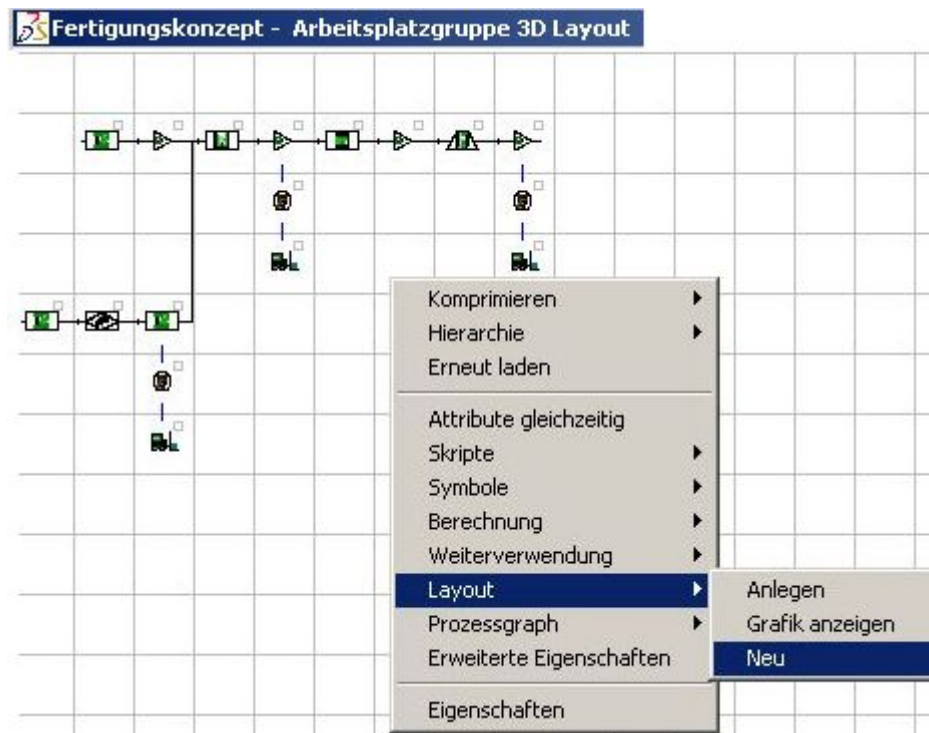 Fertigungskonzept - Arbeitsplatzgruppe 3D Layout
Komprimieren
Hierarchie
Erneut laden
Attribute gleichzeitig
Skripte
Symbole
Berechnung
Weiterverwendung
Layout
Prozessgraph
Erweiterte Eigenschaften
Eigenschaften
Anlegen
Grafik anzeigen
Neu